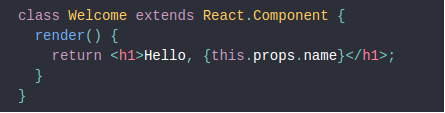 class Welcome extends React.Component {
  render() {
    return <h1>Hello, {this.props.name}</h1>;
  }
}